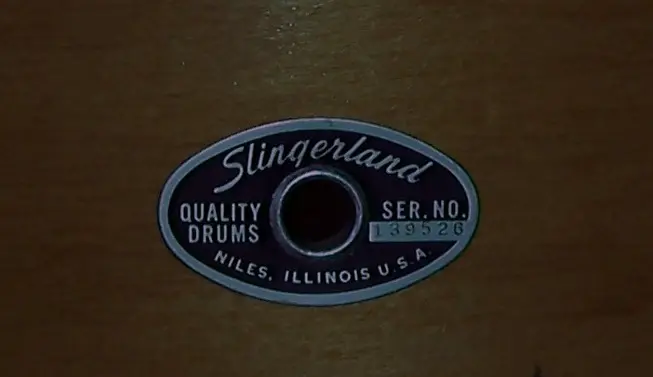 Slingerland
QUALITY
DRUMS
SER. NO.
139526
NILES, ILLINOIS U.S.A.